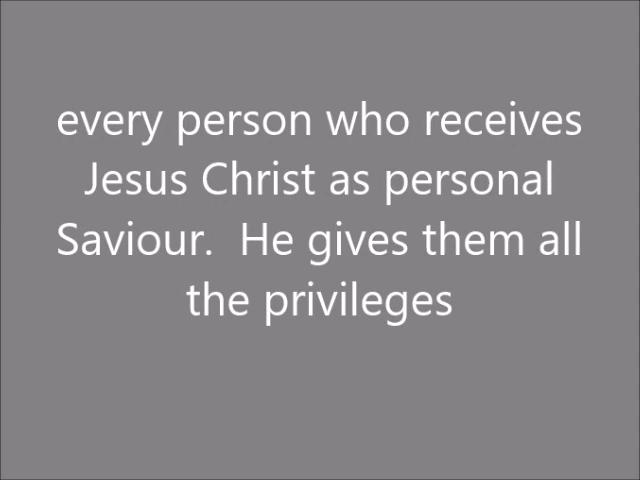 every person who receives
Jesus Christ as personal
Saviour.  He gives them all
the privileges